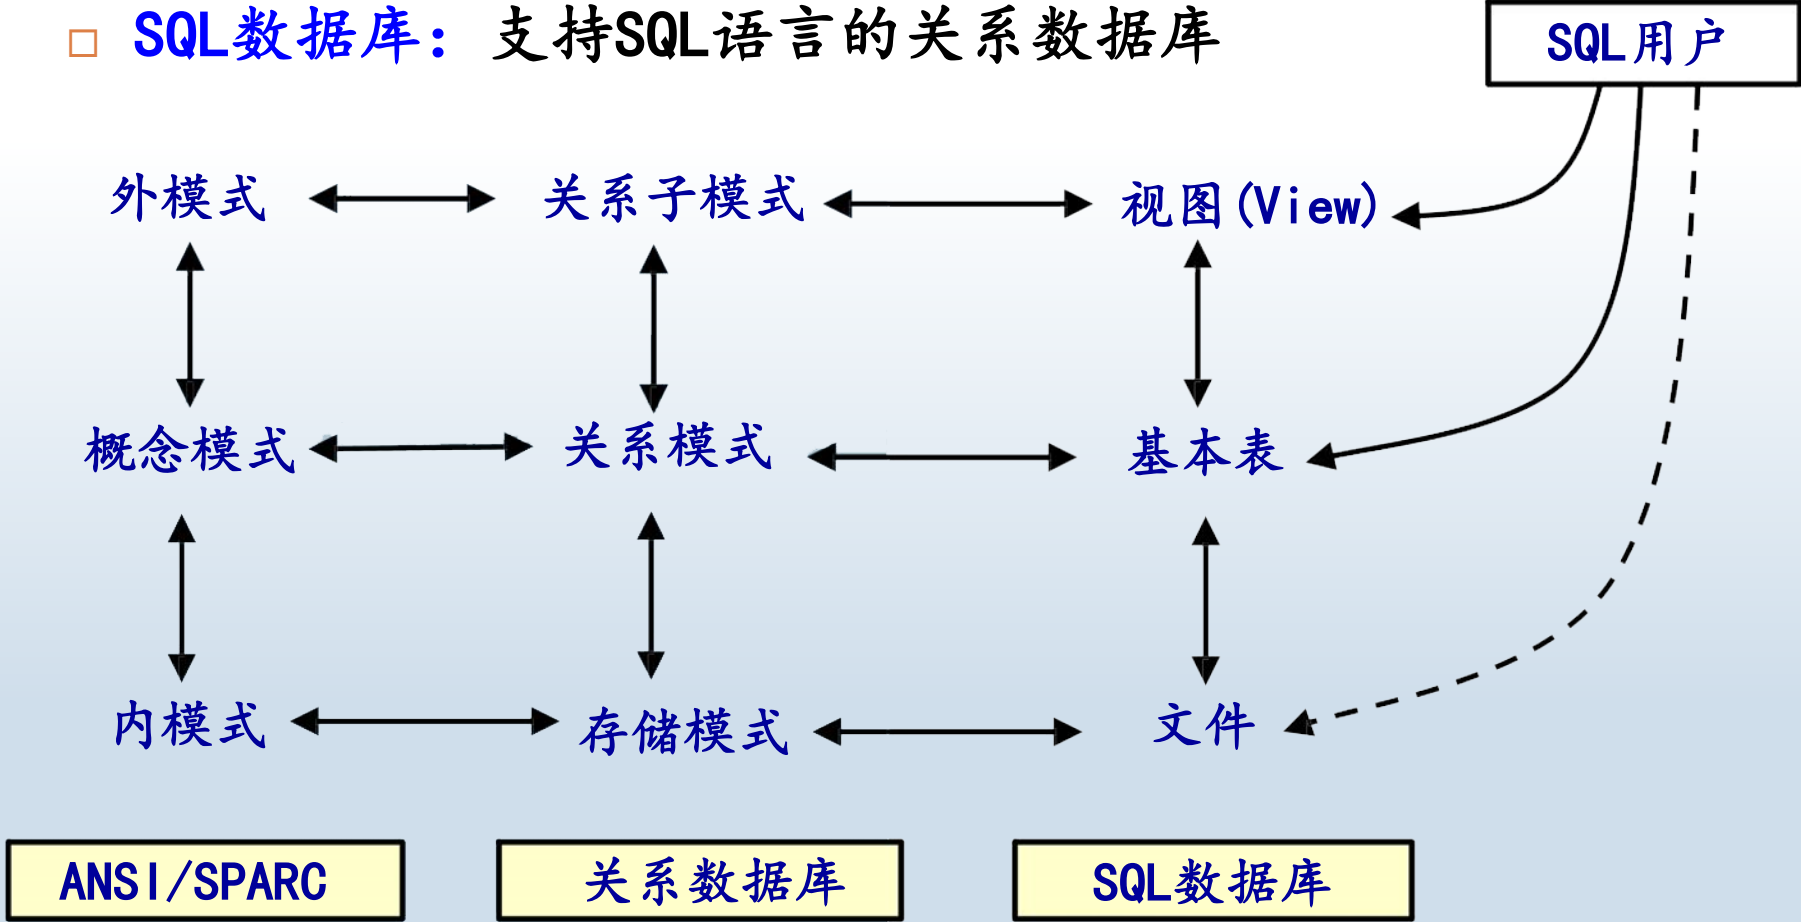 SQL数据库：支持SQL语言的关系数据库
SQL用户
外模式 关系子模式 视图(View)
概念模式 关系模式 基本表
内模式 存储模式 文件
ANSI/SPARC 关系数据库 SQL数据库